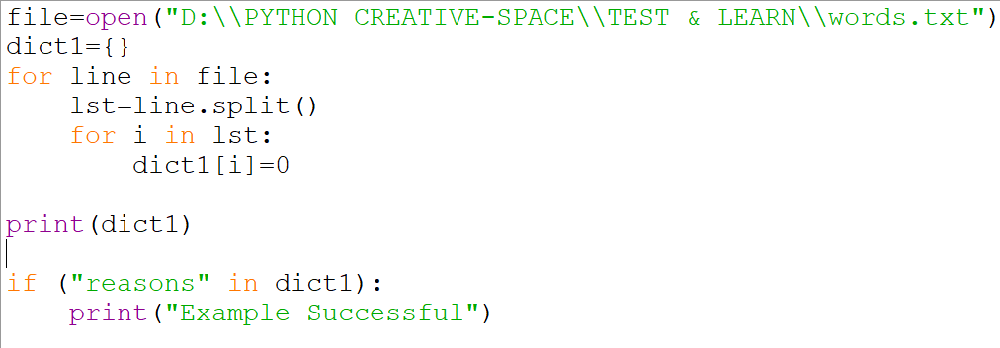 file=open("D:\\PYTHON CREATIVE-SPACE\\TEST & LEARN\\words.txt")
dict1={}
for line in file:
    lst=line.split()
    for i in lst:
        dict1[i]=0

print(dict1)

if ("reasons" in dict1):
    print("Example Successful")